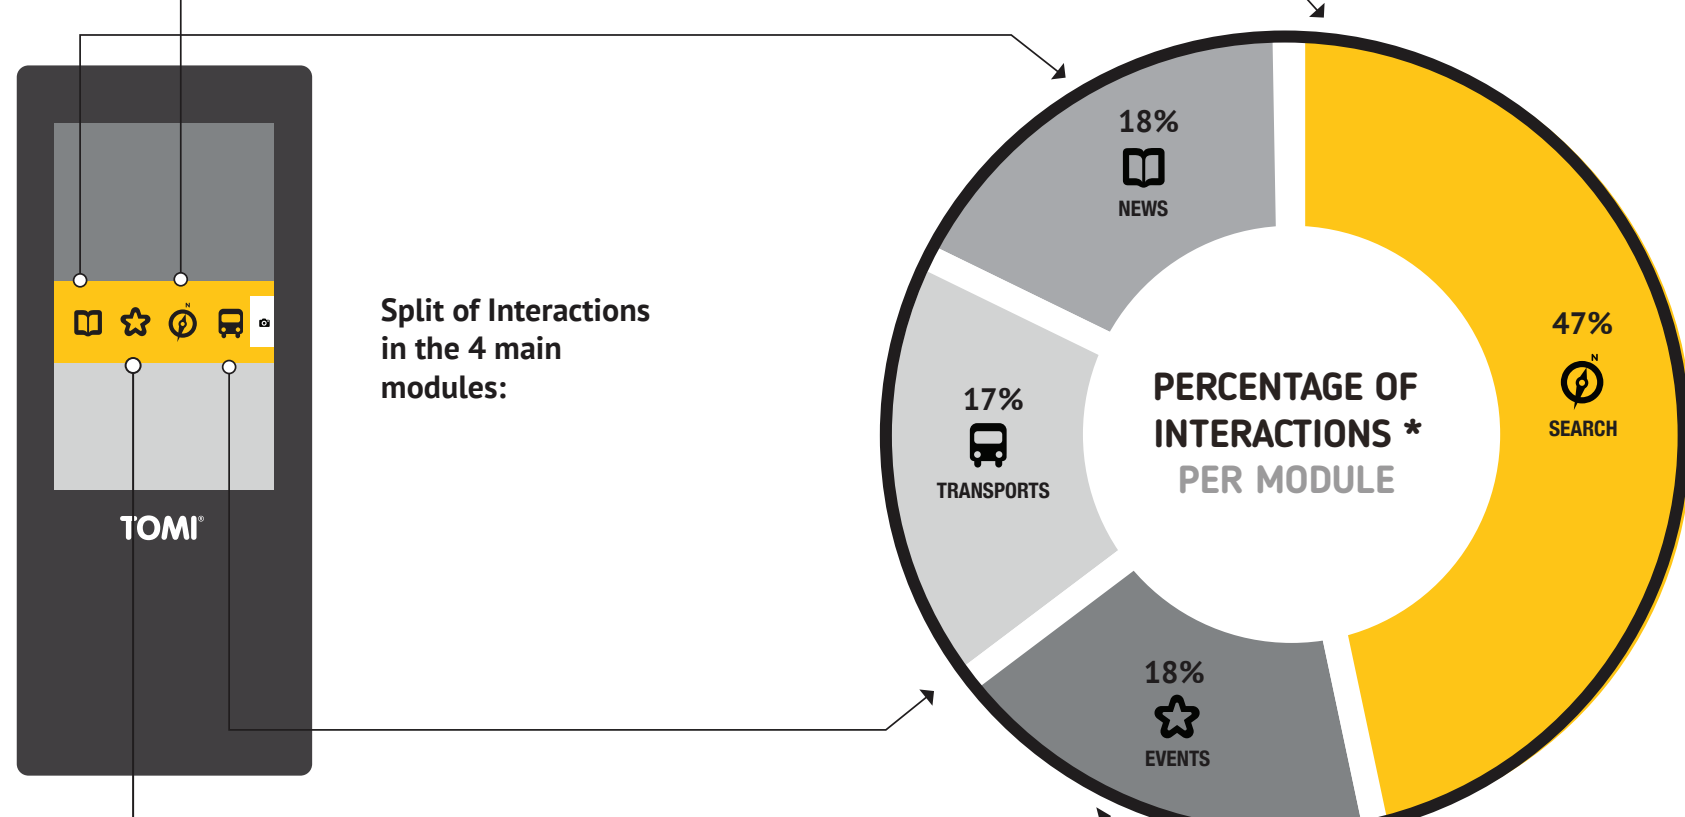 N
TOMI®
Split of Interactions
in the 4 main
modules:
18%
NEWS
47%
N
SEARCH
17%
TRANSPORTS
PERCENTAGE OF
INTERACTIONS *
PER MODULE
18%
EVENTS